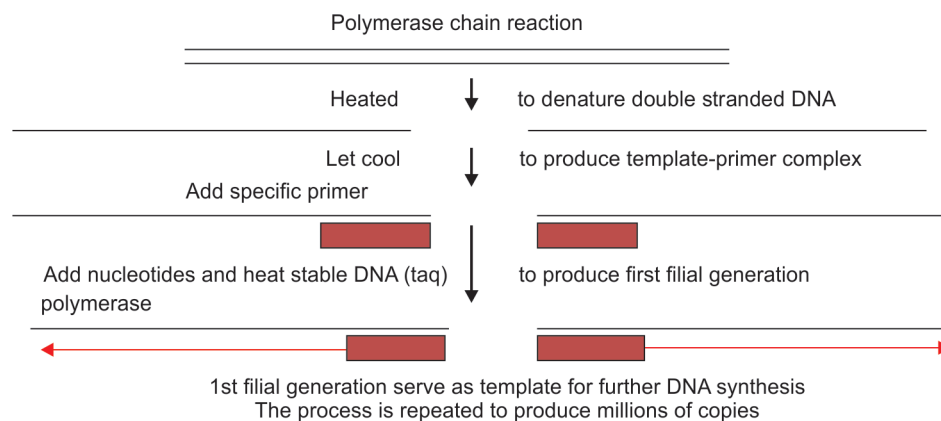 Polymerase chain reaction
Heated to denature double stranded DNA
Let cool to produce template-primer complex
Add specific primer
Add nucleotides and heat stable DNA (taq) to produce first filial generation
polymerase
1st filial generation serve as template for further DNA synthesis
The process is repeated to produce millions of copies